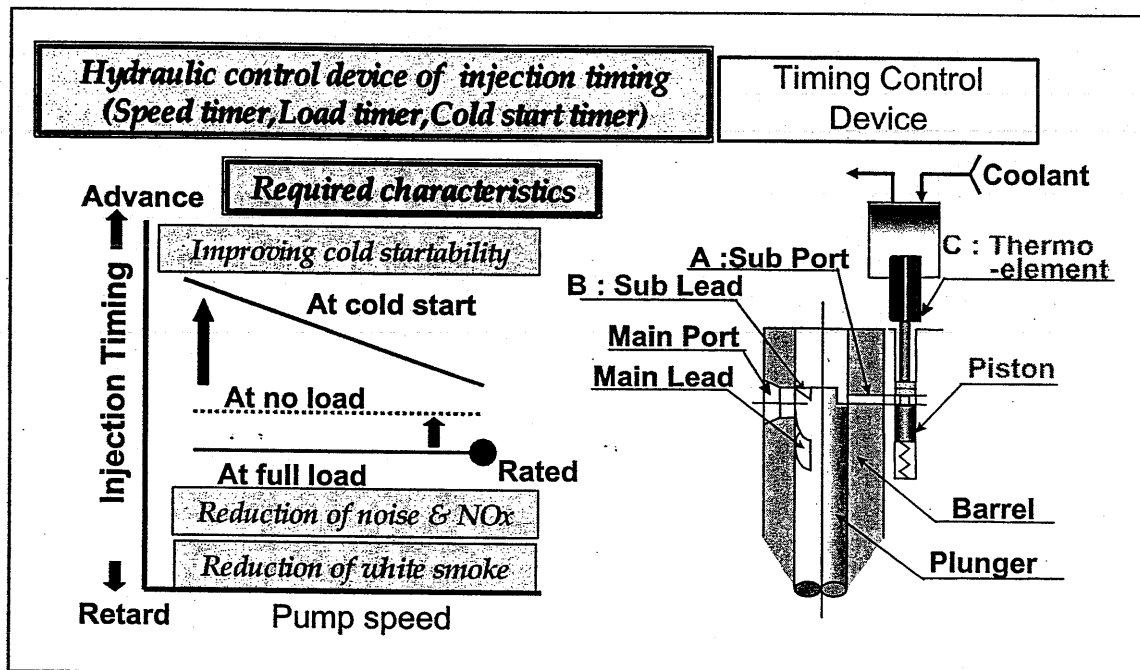 Hydraulic control device of injection timing
(Speed timer,Load timer,Cold start timer)
Timing Control
Device
Required characteristics
Advance
Injection Timing
Retard
Improving cold startability
At cold start
At no load
At full load
Rated
Reduction of noise & NOx
Reduction of white smoke
Pump speed
Coolant
C : Thermo
-element
A :Sub Port
B : Sub Lead
Main Port
Main Lead
Piston
Barrel
Plunger